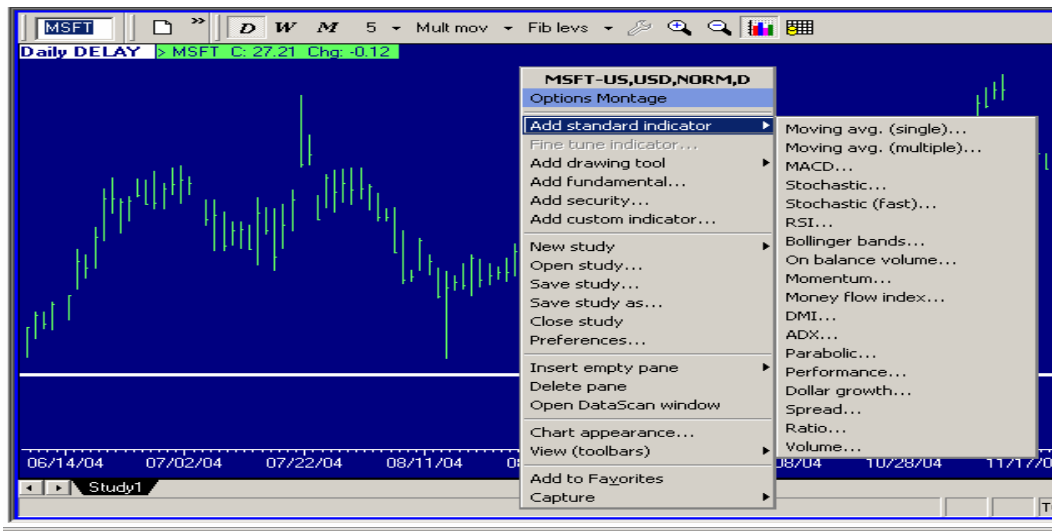 MSFT » D W M 5 Mult mov Fib levs
Daily DELAY > MSFT C: 27.21 Chg: -0.12
MSFT-US,USD,NORM,D
Options Montage
Add standard indicator
Fine tune indicator...
Add drawing tool
Add fundamental...
Add security...
Add custom indicator...
New study
Open study...
Save study...
Save study as...
Close study
Preferences...
Insert empty pane
Delete pane
Open DataScan window
Chart appearance...
View (toolbars)
Add to Favorites
Capture
Moving avg. (single)...
Moving avg. (multiple)...
MACD...
Stochastic...
Stochastic (fast)...
RSI...
Bollinger bands...
On balance volume...
Momentum...
Money flow index...
DMI...
ADX...
Parabolic...
Performance...
Dollar growth...
Spread...
Ratio...
Volume...
06/14/04 07/02/04 07/22/04 08/11/04 08/04 10/28/04 11/17/0
Study1